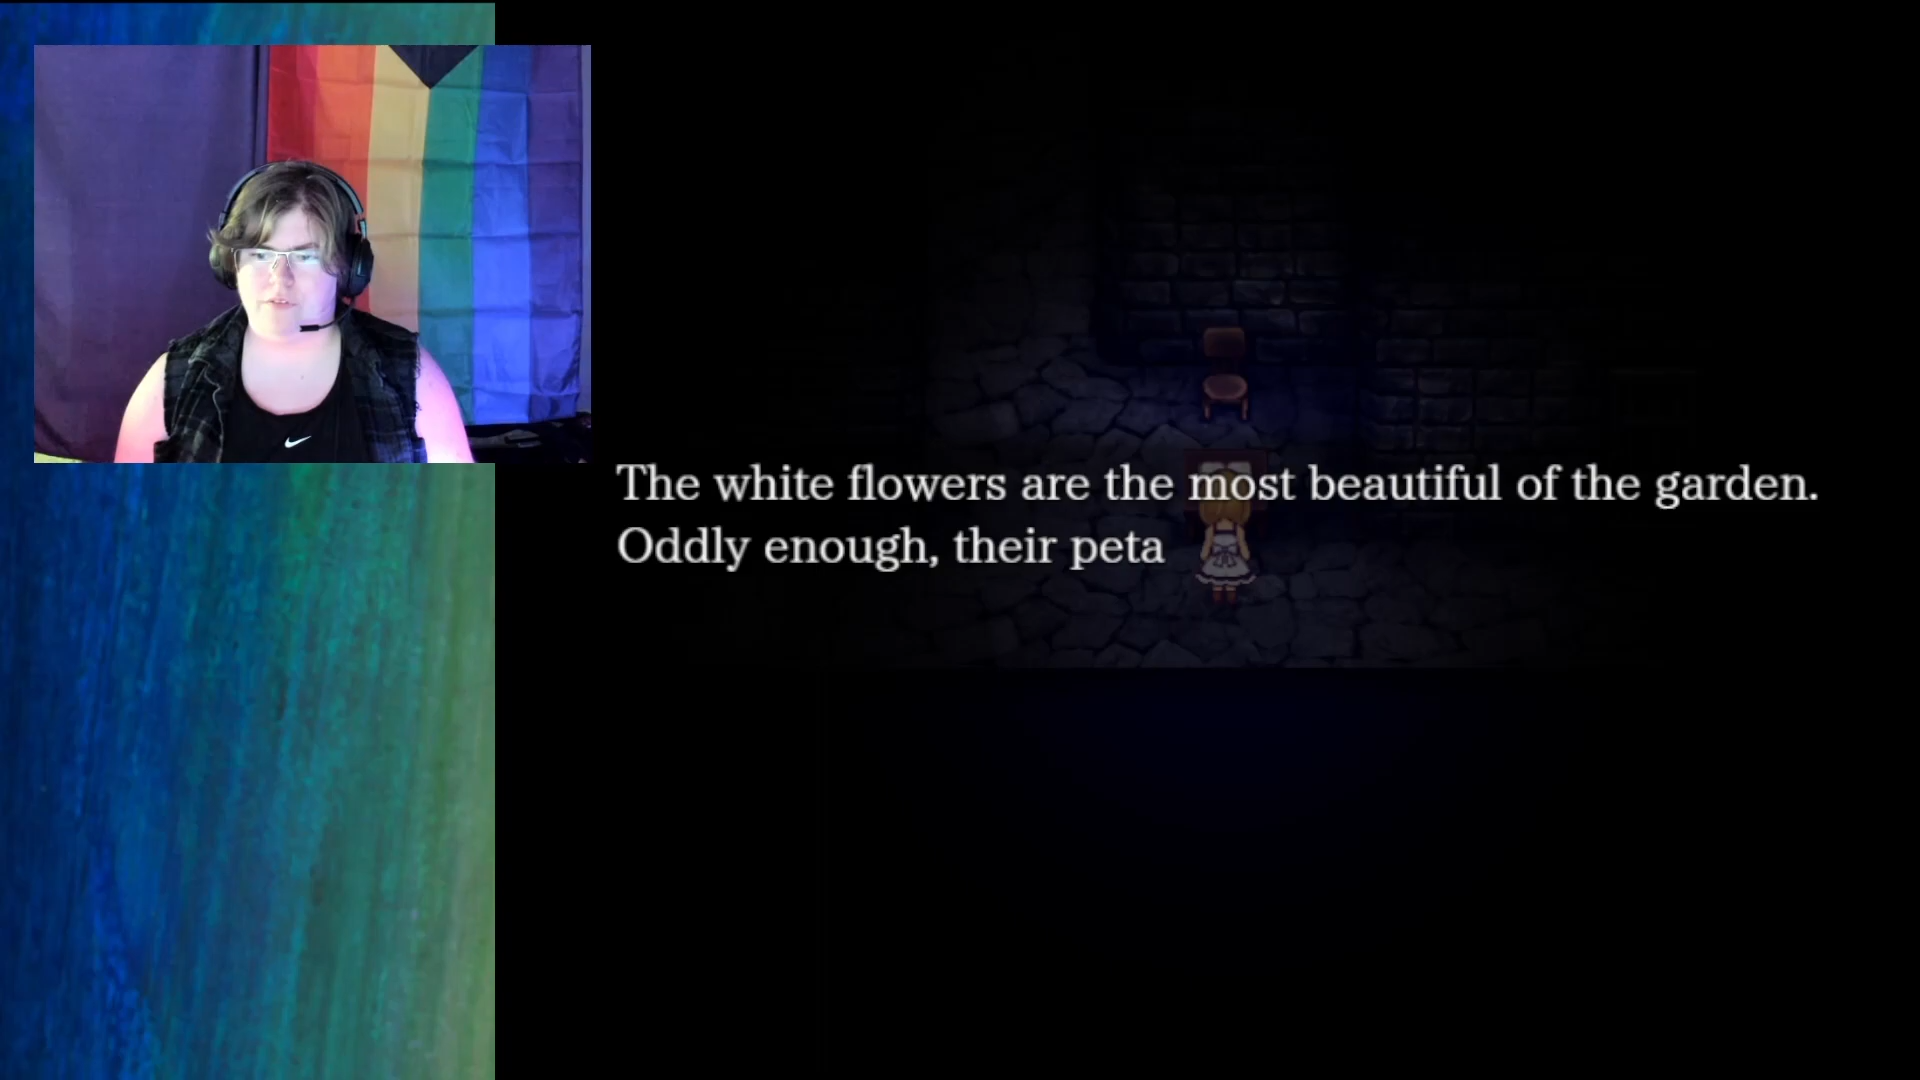 The white flowers are the most beautiful of the garden.
Oddly enough, their peta